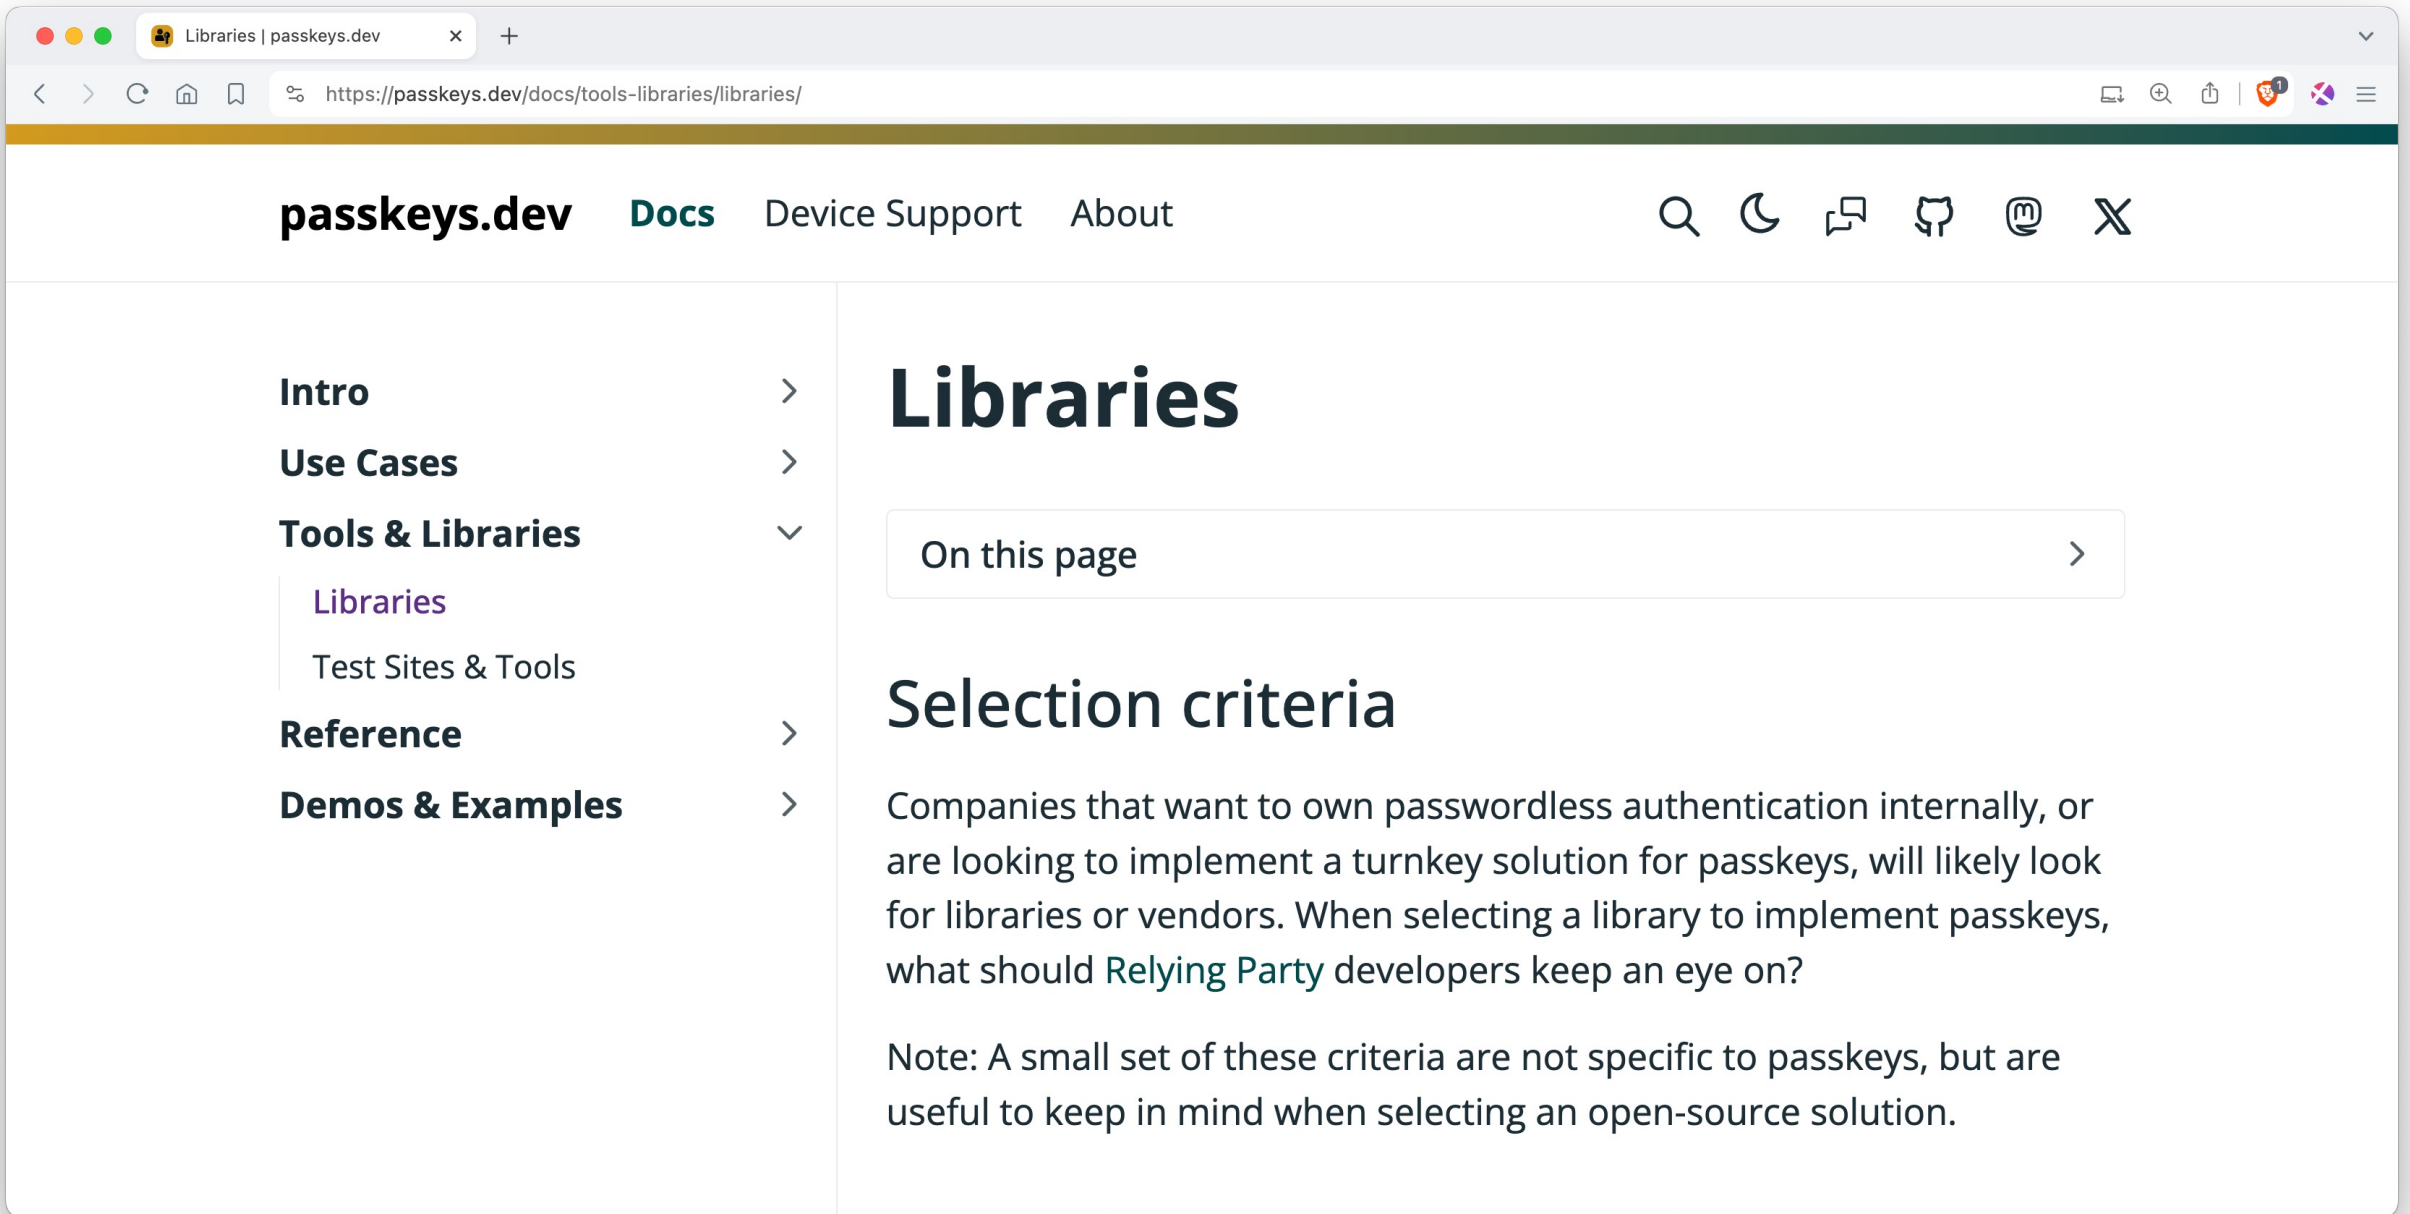 Libraries | passkeys.dev
https://passkeys.dev/docs/tools-libraries/libraries/
1
passkeys.dev
Docs
Device Support
About
Intro
Use Cases
Tools & Libraries
Libraries
Test Sites & Tools
Reference
Demos & Examples
Libraries
On this page
Selection criteria
Companies that want to own passwordless authentication internally, or
are looking to implement a turnkey solution for passkeys, will likely look
for libraries or vendors. When selecting a library to implement passkeys,
what should Relying Party developers keep an eye on?
Note: A small set of these criteria are not specific to passkeys, but are
useful to keep in mind when selecting an open-source solution.